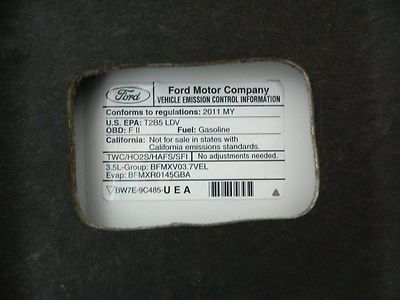 Ford
Ford Motor Company
VEHICLE EMISSION CONTROL INFORMATION
Conforms to regulations: 2011 MY
U.S. EPA: T2B5 LDV
OBD: F II Fuel: Gasoline
California: Not for sale in states with
California emissions standards.
TWC/HO2S/HAFS/SFI No adjustments needed.
3.5L-Group: BFMXV03.7VEL
Evap: BFMXR0145GBA
BW7E-9C485-U E A